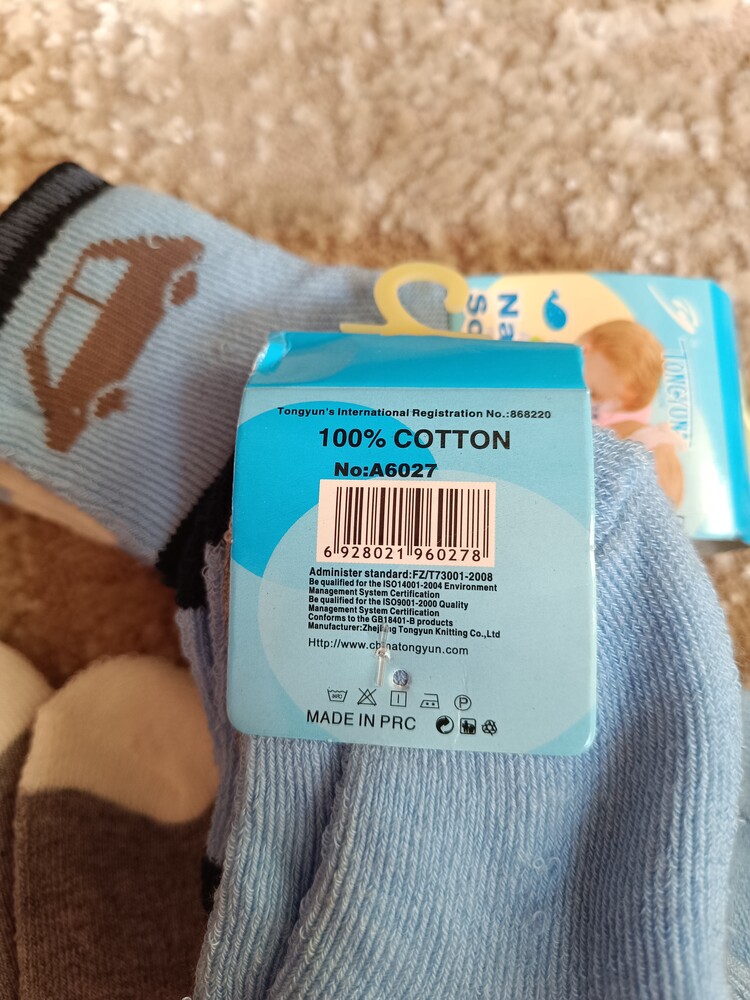 Tongyun's International Registration No.:868220
100% COTTON
No:A6027
6 928021 960278
Administer standard:FZ/T73001-2008
Be qualified for the ISO14001-2004 Environment
Management System Certification
Be qualified for the ISO9001-2000 Quality
Management System Certification
Conforms to the GB18401-B products
Manufacturer:Zhejiang Tongyun Knitting Co.,Ltd
Http://www.chinatongyun.com
MADE IN PRC
P
TONGYUN